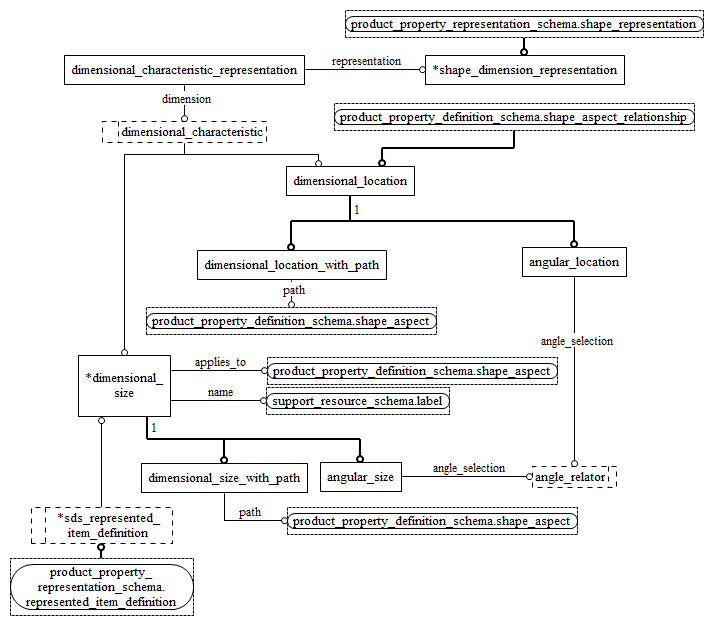 product_property_representation_schema.shape_representation
dimensional_characteristic_representation
representation
*shape_dimension_representation
dimension
dimensional_characteristic
product_property_definition_schema.shape_aspect_relationship
dimensional_location
1
dimensional_location_with_path
angular_location
path
product_property_definition_schema.shape_aspect
angle_selection
*dimensional_
size
applies_to
product_property_definition_schema.shape_aspect
name
support_resource_schema.label
1
dimensional_size_with_path
angular_size
angle_selection
angle_relator
path
product_property_definition_schema.shape_aspect
*sds_represented_
item_definition
product_property_
representation_schema.
represented_item_definition